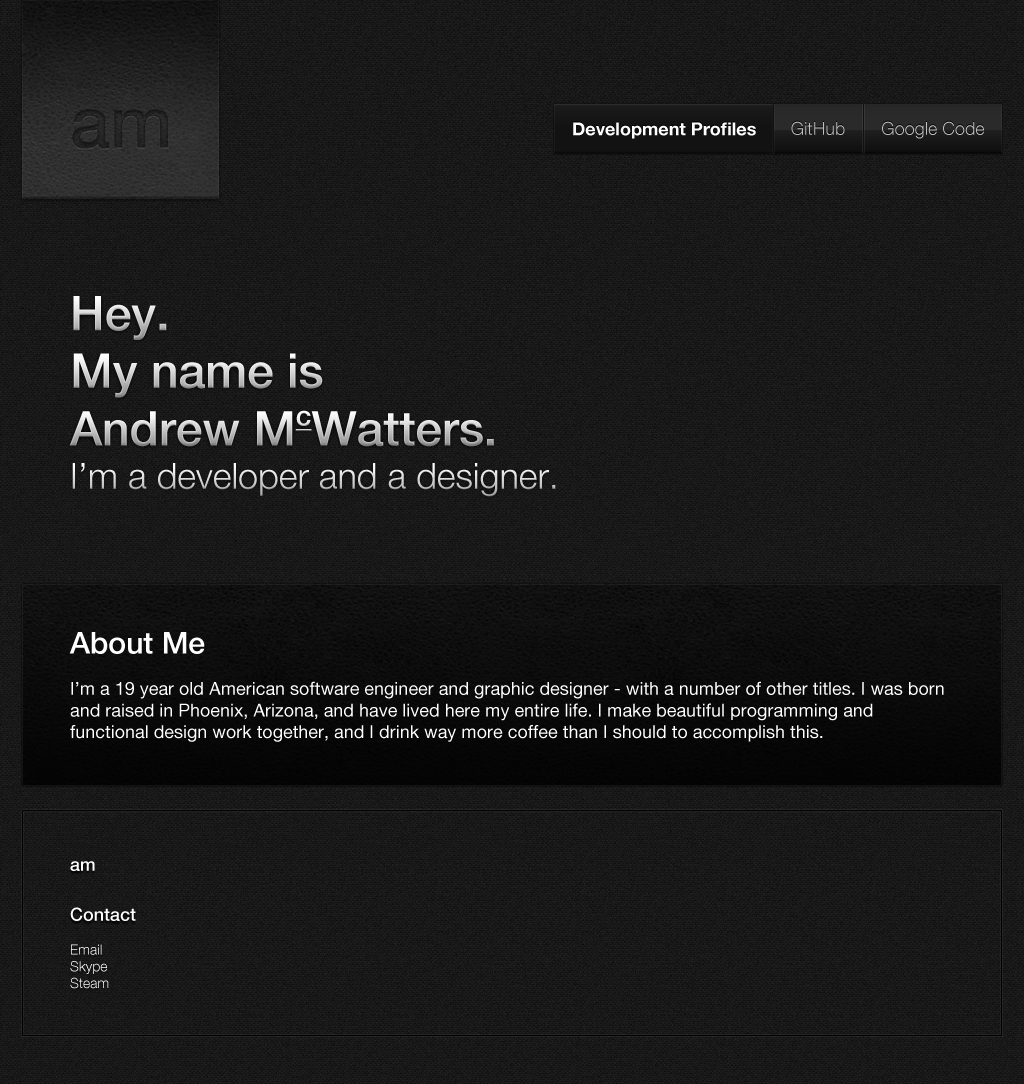 am
Development Profiles GitHub Google Code
Hey.
My name is
Andrew McWatters.
I’m a developer and a designer.
About Me
I’m a 19 year old American software engineer and graphic designer - with a number of other titles. I was born
and raised in Phoenix, Arizona, and have lived here my entire life. I make beautiful programming and
functional design work together, and I drink way more coffee than I should to accomplish this.
am
Contact
Email
Skype
Steam